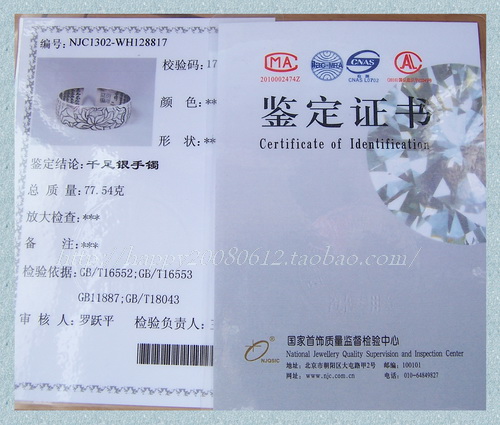 编号: NJC1302-WH128817
校验码: 17
颜 色: **
形 状: **
鉴定结论: 千足银手镯
总 质 量: 77.54克
放大检查: ***
备 注: ***
检验依据: GB/T16552;GB/T16553
GB11887;GB/T18043
审 核 人: 罗跃平 检验负责人:
MA
2010002474Z
ilac-MRA
CNAS
CNAS L0702
AL
鉴定证书
Certificate of Identification
http://happy20080612.taobao.com/
NJQSIC
国家首饰质量监督检验中心
National Jewellery Quality Supervision and Inspection Center
地址: 北京市朝阳区大屯路甲2号 邮编: 100101
网址: www.njc.com.cn 电话: 010-64849827